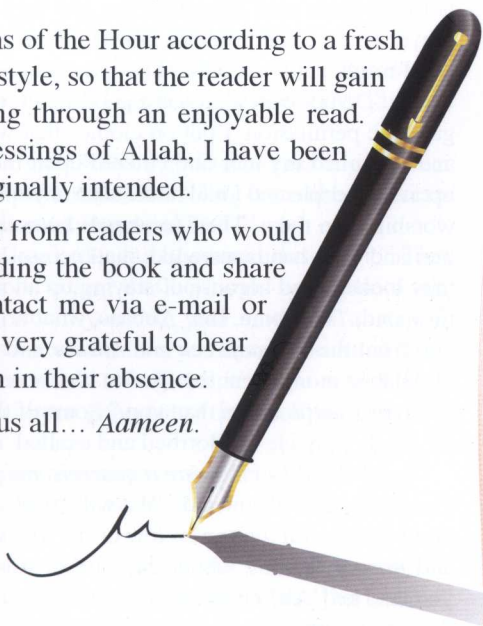 ns of the Hour according to a fresh
style, so that the reader will gain
ng through an enjoyable read.
essings of Allah, I have been
ginally intended.
r from readers who would
ding the book and share
ntact me via e-mail or
very grateful to hear
n in their absence.
us all... Aameen.